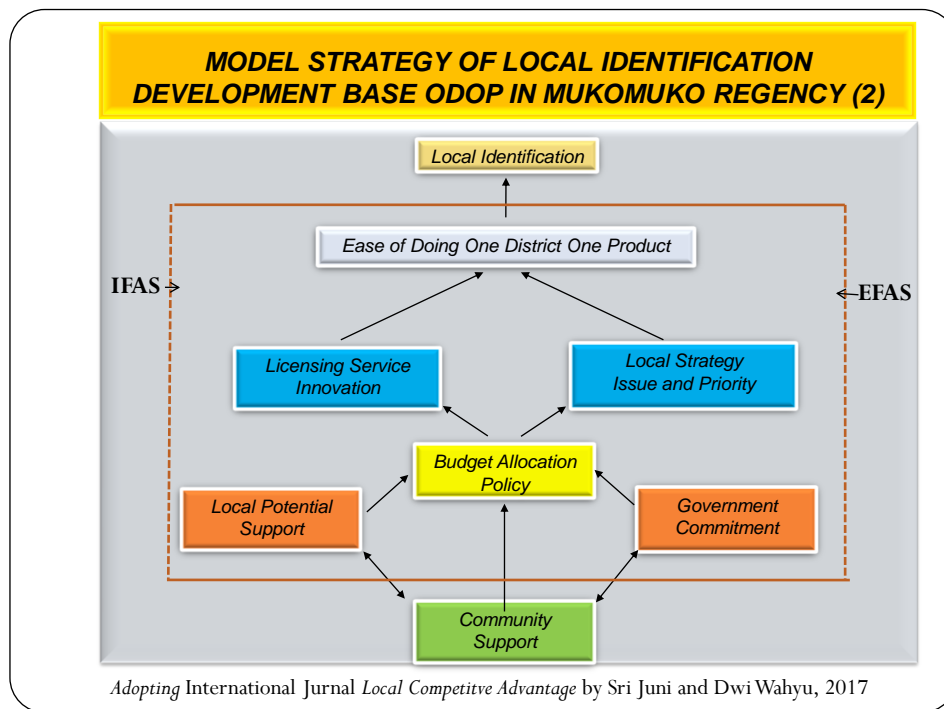 MODEL STRATEGY OF LOCAL IDENTIFICATION
DEVELOPMENT BASE ODOP IN MUKOMUKO REGENCY (2)
Local Identification
Ease of Doing One District One Product
IFAS
EFAS
Licensing Service
Innovation
Local Strategy
Issue and Priority
Budget Allocation
Policy
Local Potential
Support
Government
Commitment
Community
Support
Adopting International Jurnal Local Competitve Advantage by Sri Juni and Dwi Wahyu, 2017